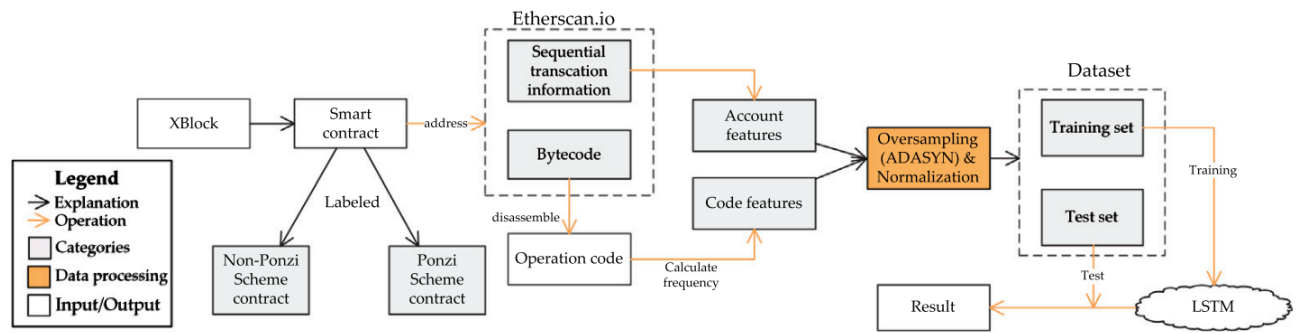 Etherscan.io
Sequential
transcation
information
Dataset
XBlock
Smart
contract
address
Account
features
Oversampling
(ADASYN) &
Normalization
Training set
Bytecode
Legend
Explanation
Operation
Categories
Data processing
Input/Output
Labeled
disassemble
Code features
Training
Test set
Non-Ponzi
Scheme
contract
Ponzi
Scheme
contract
Operation code
Calculate
frequency
Test
Result
LSTM